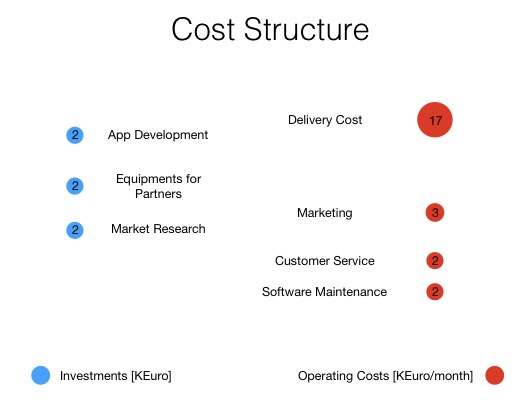 Cost Structure
2 App Development
2 Equipments for
Partners
2 Market Research
Delivery Cost 17
Marketing 3
Customer Service 2
Software Maintenance 2
Investments [KEuro]
Operating Costs [KEuro/month]